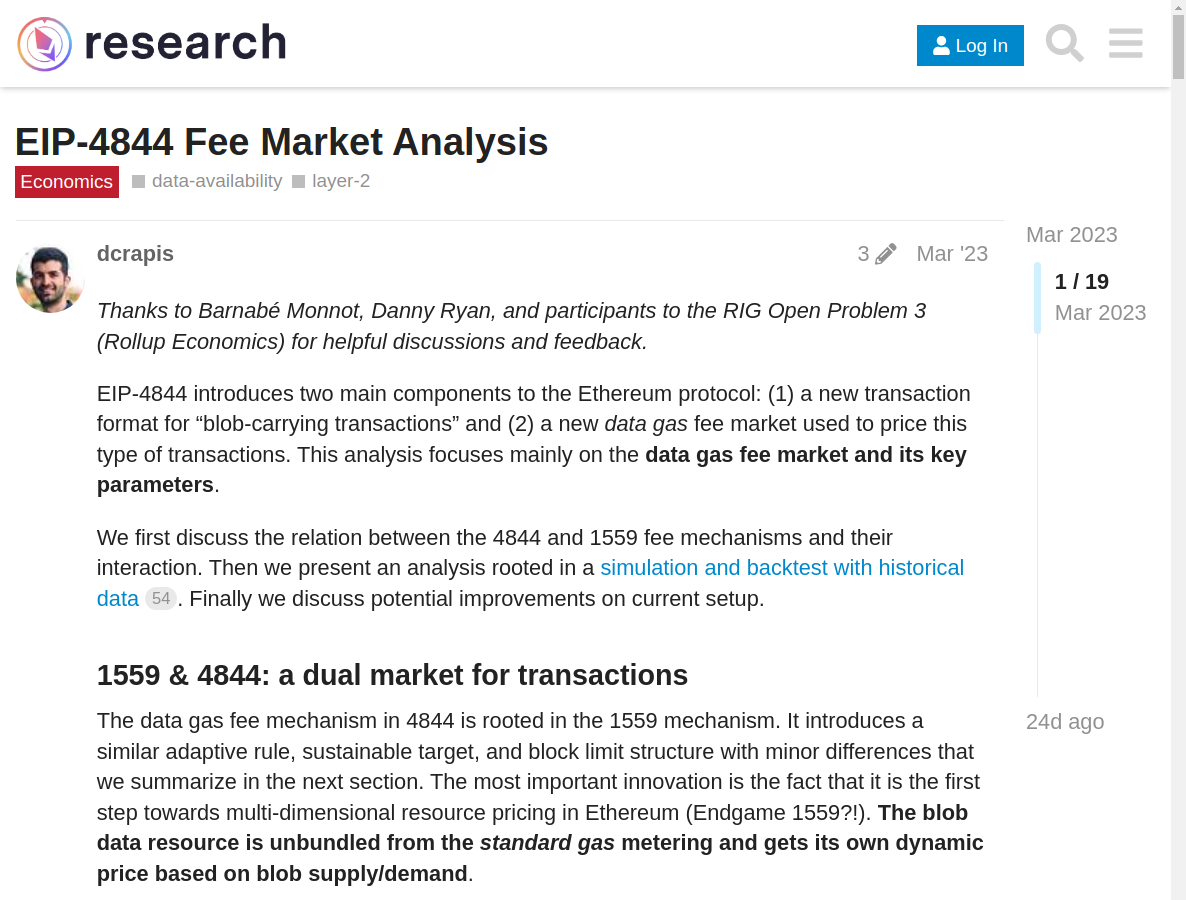 research
Log In
EIP-4844 Fee Market Analysis
Economics data-availability layer-2
dcrapis 3 Mar '23
Mar 2023
1 / 19
Mar 2023
24d ago
Thanks to Barnabé Monnot, Danny Ryan, and participants to the RIG Open Problem 3
(Rollup Economics) for helpful discussions and feedback.
EIP-4844 introduces two main components to the Ethereum protocol: (1) a new transaction
format for “blob-carrying transactions” and (2) a new data gas fee market used to price this
type of transactions. This analysis focuses mainly on the data gas fee market and its key
parameters.
We first discuss the relation between the 4844 and 1559 fee mechanisms and their
interaction. Then we present an analysis rooted in a simulation and backtest with historical
data 54. Finally we discuss potential improvements on current setup.
1559 & 4844: a dual market for transactions
The data gas fee mechanism in 4844 is rooted in the 1559 mechanism. It introduces a
similar adaptive rule, sustainable target, and block limit structure with minor differences that
we summarize in the next section. The most important innovation is the fact that it is the first
step towards multi-dimensional resource pricing in Ethereum (Endgame 1559?!). The blob
data resource is unbundled from the standard gas metering and gets its own dynamic
price based on blob supply/demand.